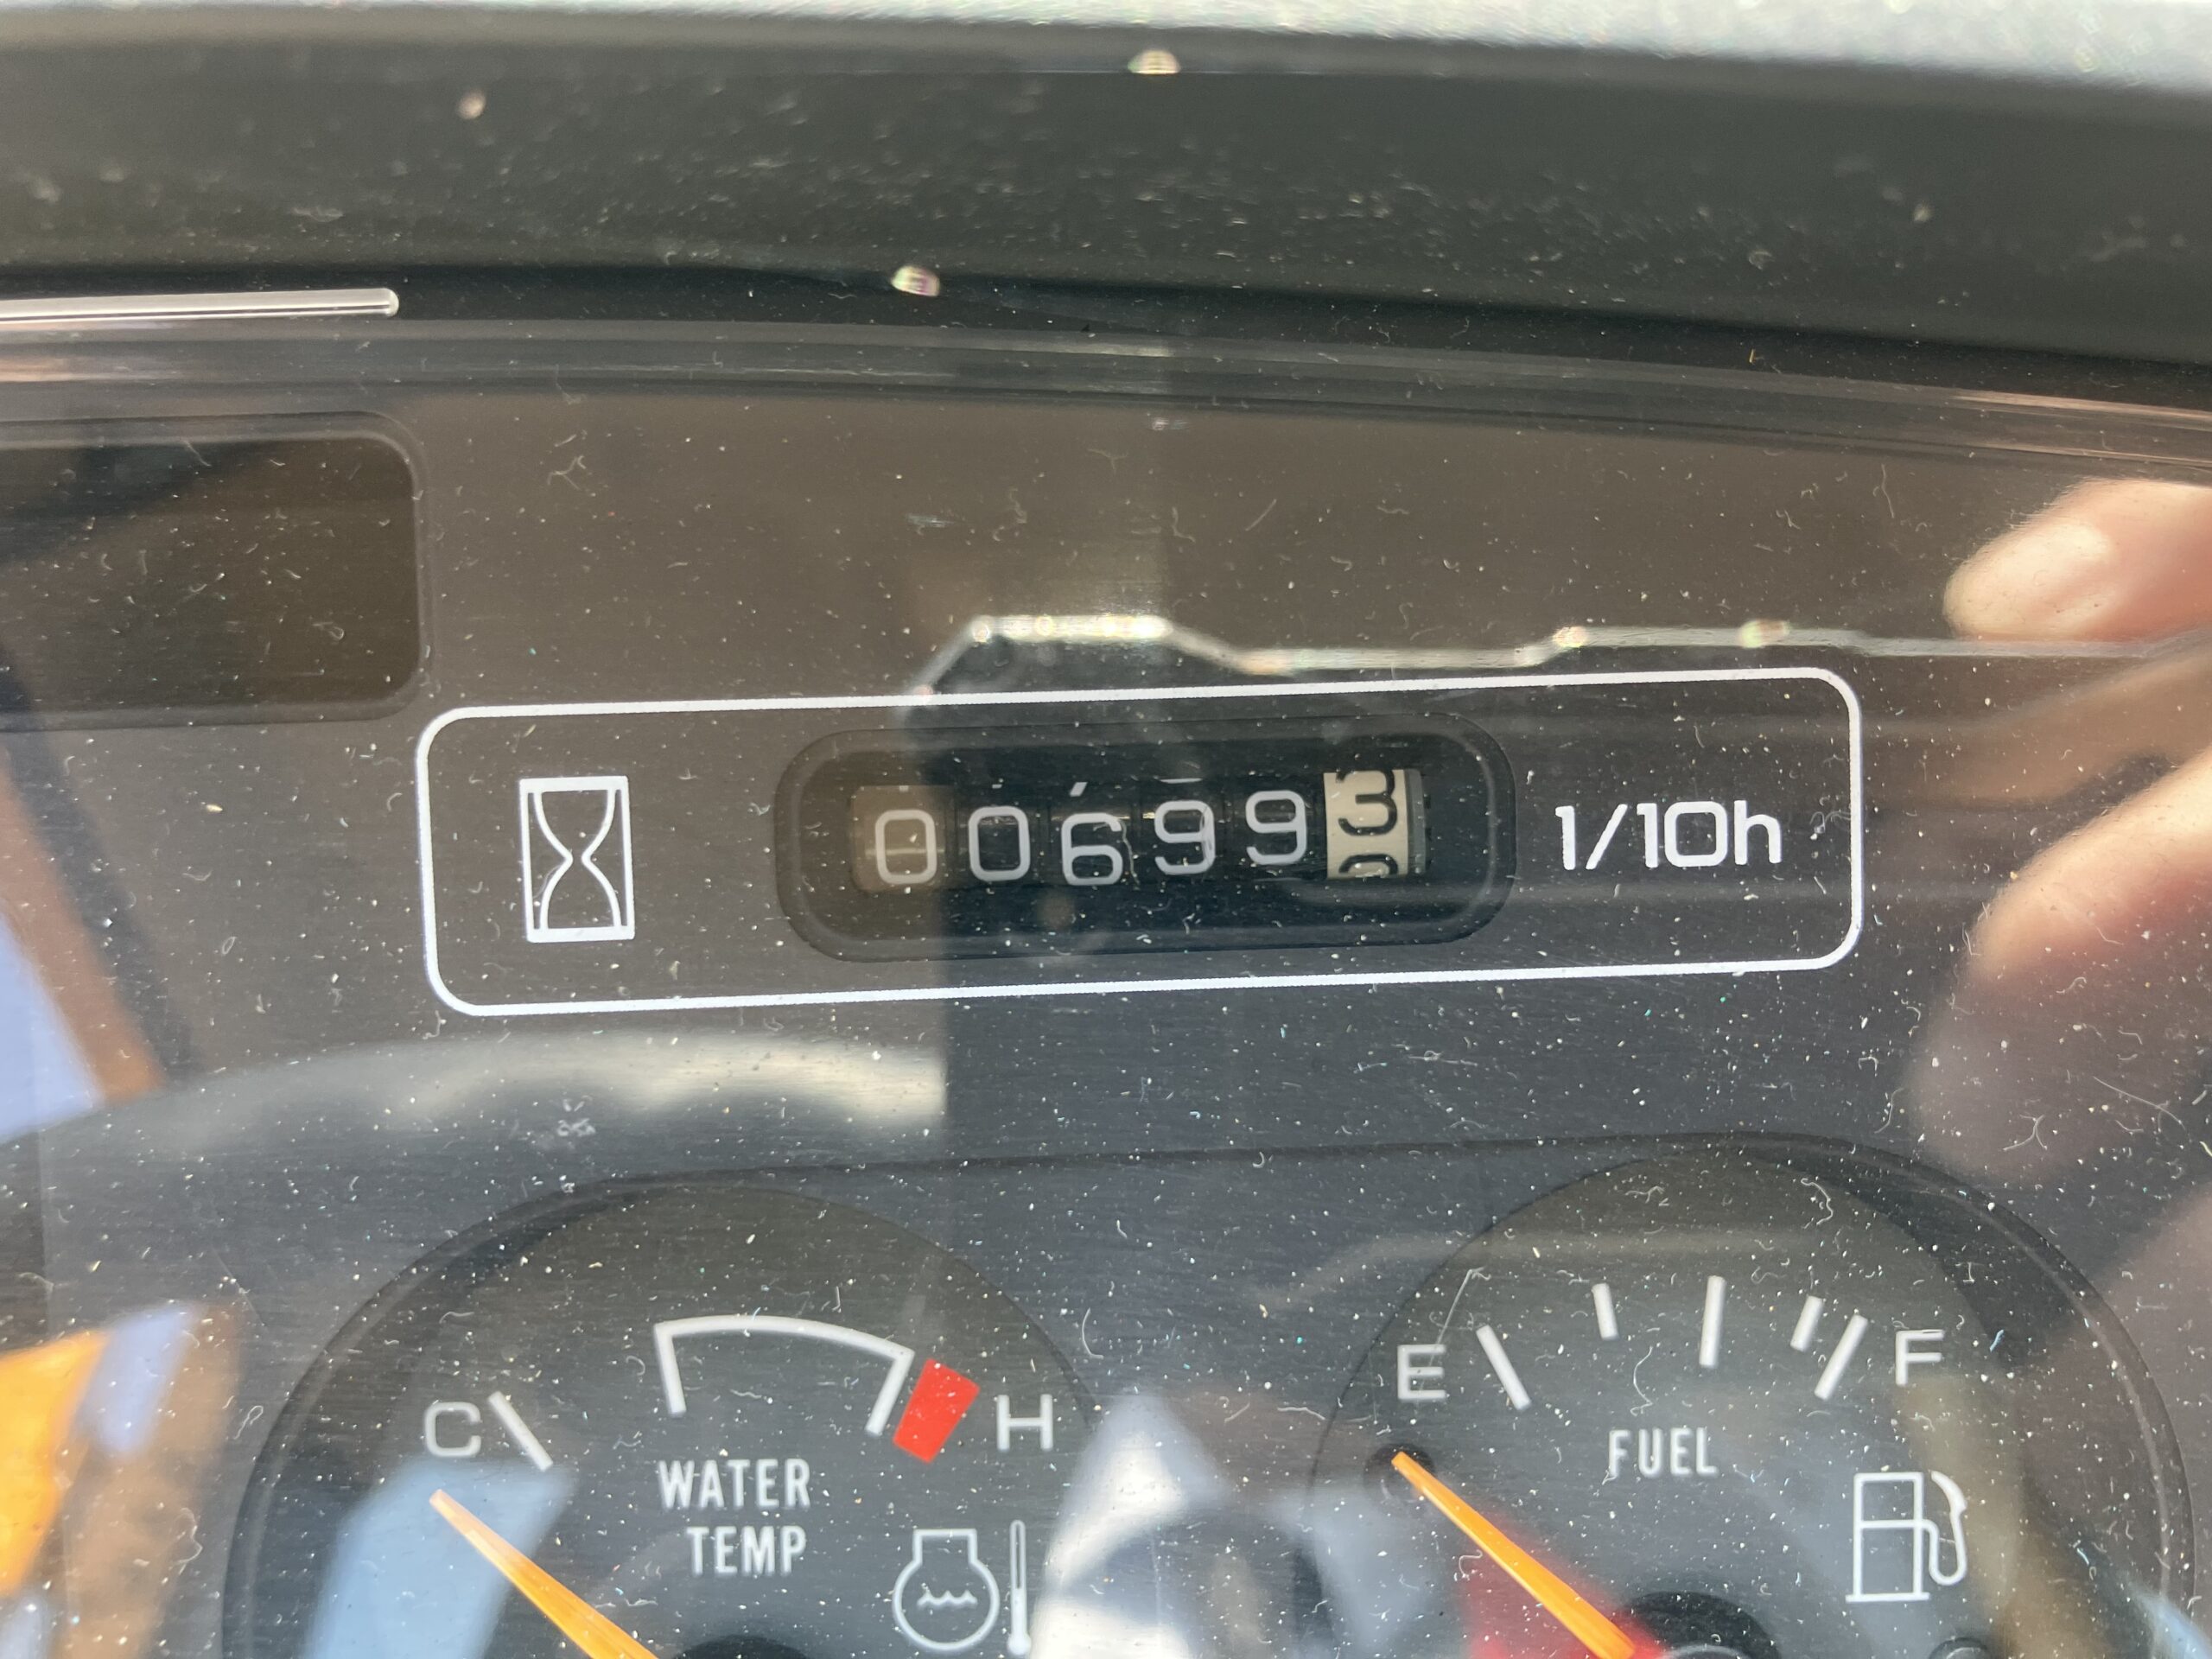 006993 1/10h
C H
WATER
TEMP
E F
FUEL